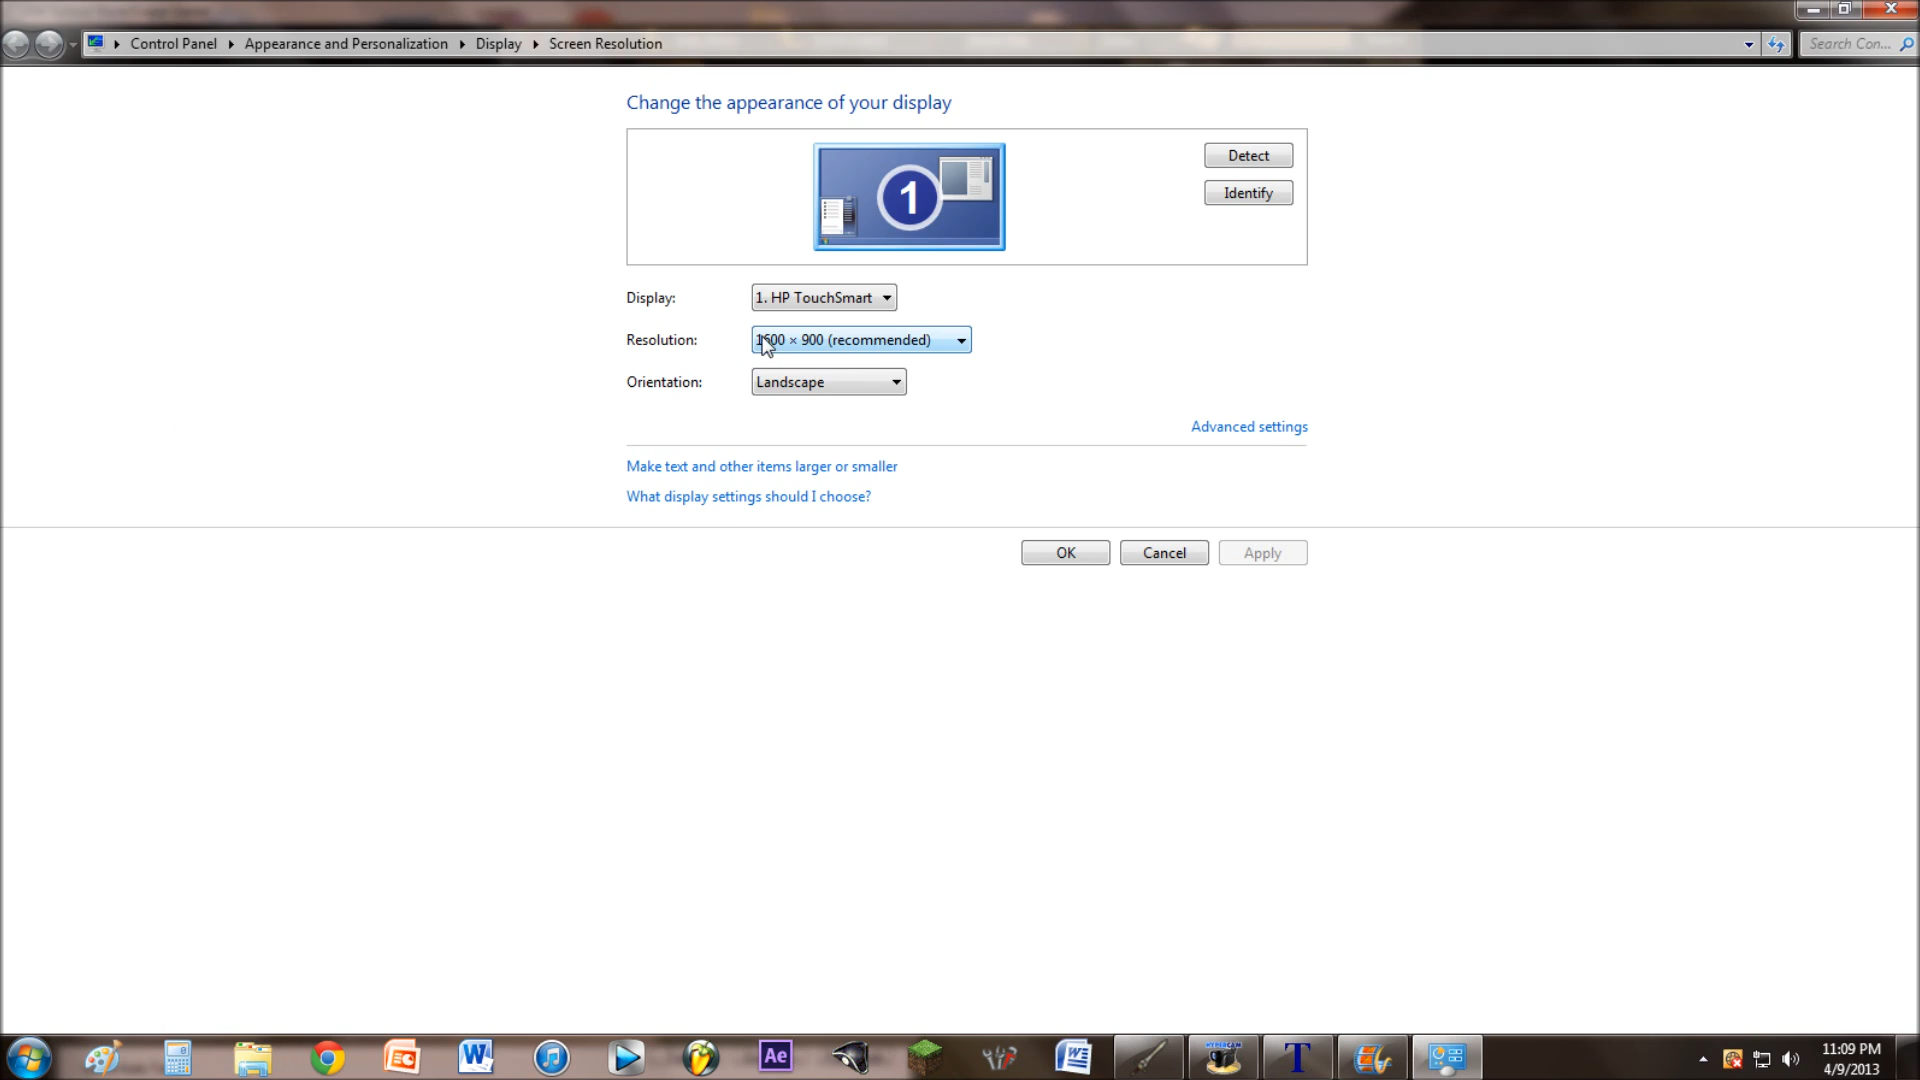 Control Panel Appearance and Personalization Display Screen Resolution
Search Con...
Change the appearance of your display
1
Detect
Identify
Display: 1. HP TouchSmart
Resolution: 1600 × 900 (recommended)
Orientation: Landscape
Advanced settings
Make text and other items larger or smaller
What display settings should I choose?
OK Cancel Apply
W Ae HYPERCAM T W
11:09 PM
4/9/2013